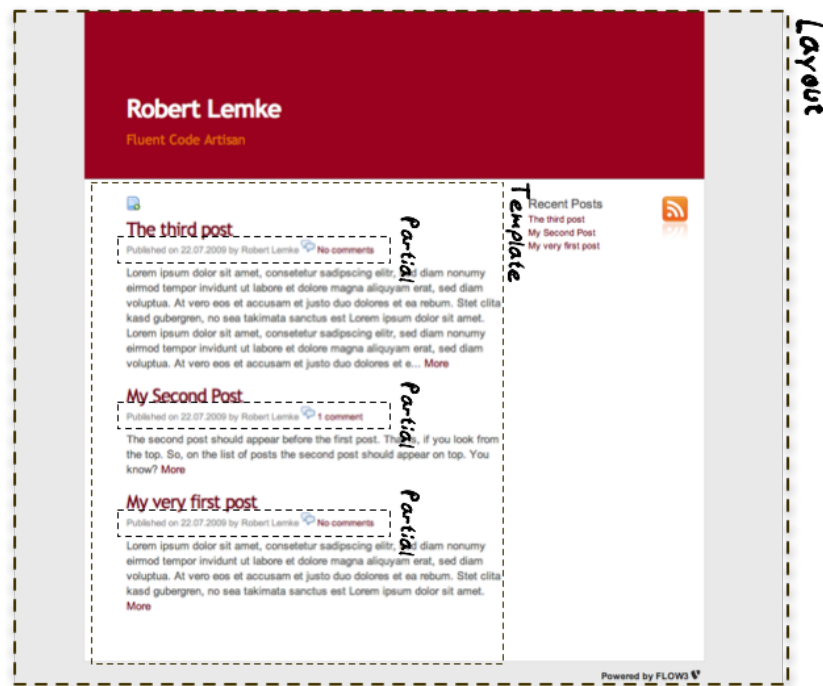 Layout
Robert Lemke
Fluent Code Artisan
Template
The third post
Partial
Published on 22.07.2009 by Robert Lemke No comments
Lorem ipsum dolor sit amet, consetetur sadipscing elitr, sed diam nonumy
eirmod tempor invidunt ut labore et dolore magna aliquyam erat, sed diam
voluptua. At vero eos et accusam et justo duo dolores et ea rebum. Stet clita
kasd gubergren, no sea takimata sanctus est Lorem ipsum dolor sit amet.
Lorem ipsum dolor sit amet, consetetur sadipscing elitr, sed diam nonumy
eirmod tempor invidunt ut labore et dolore magna aliquyam erat, sed diam
voluptua. At vero eos et accusam et justo duo dolores et e... More
My Second Post
Partial
Published on 22.07.2009 by Robert Lemke 1 comment
The second post should appear before the first post. if you look from
the top. So, on the list of posts the second post should appear on top. You
know? More
My very first post
Partial
Published on 22.07.2009 by Robert Lemke No comments
Lorem ipsum dolor sit amet, consetetur sadipscing elitr, sed diam nonumy
eirmod tempor invidunt ut labore et dolore magna aliquyam erat, sed diam
voluptua. At vero eos et accusam et justo duo dolores et ea rebum. Stet clita
kasd gubergren, no sea takimata sanctus est Lorem ipsum dolor sit amet.
More
Recent Posts
The third post
My Second Post
My very first post
Powered by FLOW3